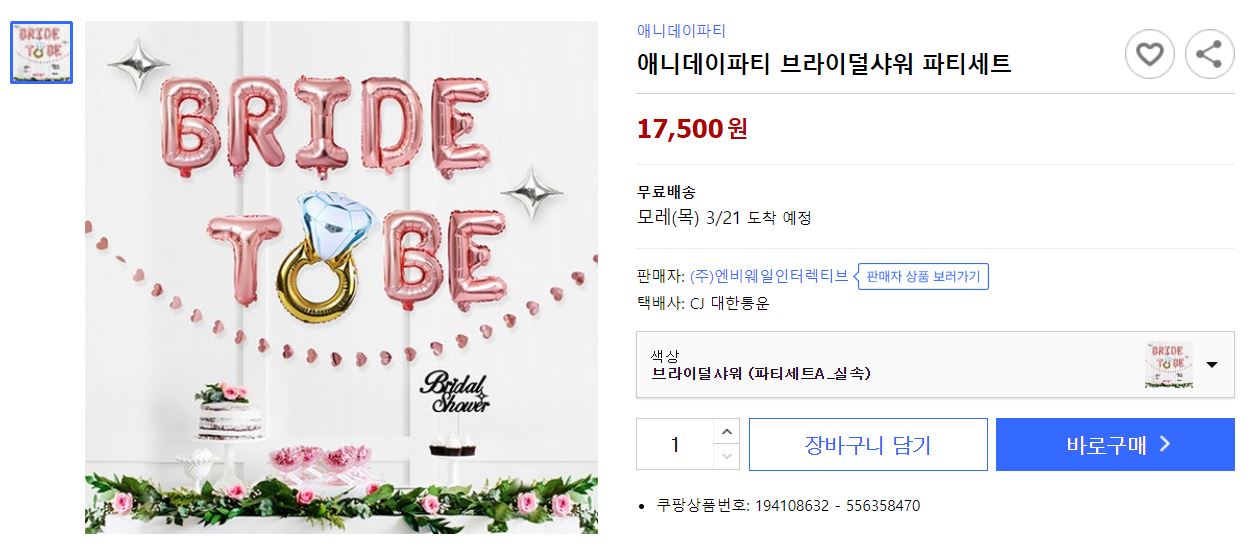 BRIDE
TO BE
Bridal
Shower
애니데이파티
애니데이파티 브라이덜샤워 파티세트
17,500원
무료배송
모레(목) 3/21 도착 예정
판매자: (주)엔비웨일인터렉티브 판매자 상품 보러가기
택배사: CJ 대한통운
색상
브라이덜샤워 (파티세트A_실속)
BRIDE
TO BE
1 장바구니 담기 바로구매
• 쿠팡상품번호: 194108632 - 556358470